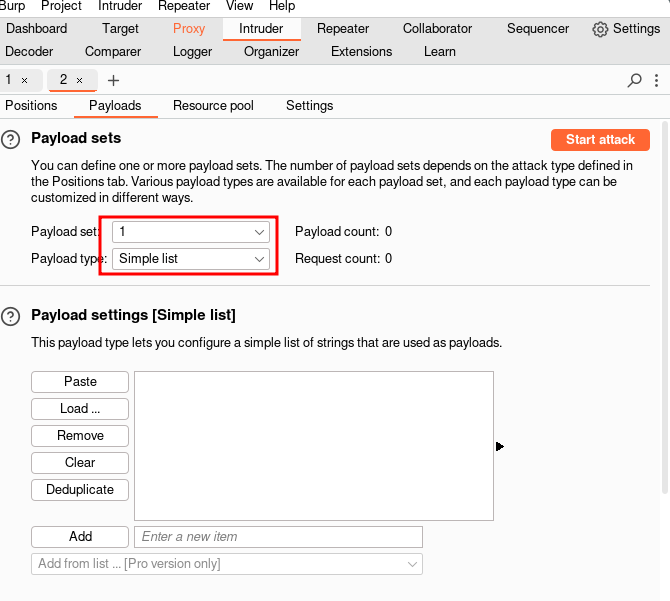 Burp Project Intruder Repeater View Help
Dashboard Target Proxy Intruder Repeater Collaborator Sequencer Settings
Decoder Comparer Logger Organizer Extensions Learn
1 × 2 × +
Positions Payloads Resource pool Settings
? Payload sets Start attack
You can define one or more payload sets. The number of payload sets depends on the attack type defined in
the Positions tab. Various payload types are available for each payload set, and each payload type can be
customized in different ways.
Payload set: 1 Payload count: 0
Payload type: Simple list Request count: 0
? Payload settings [Simple list]
This payload type lets you configure a simple list of strings that are used as payloads.
Paste
Load ...
Remove
Clear
Deduplicate
Add Enter a new item
Add from list ... [Pro version only]